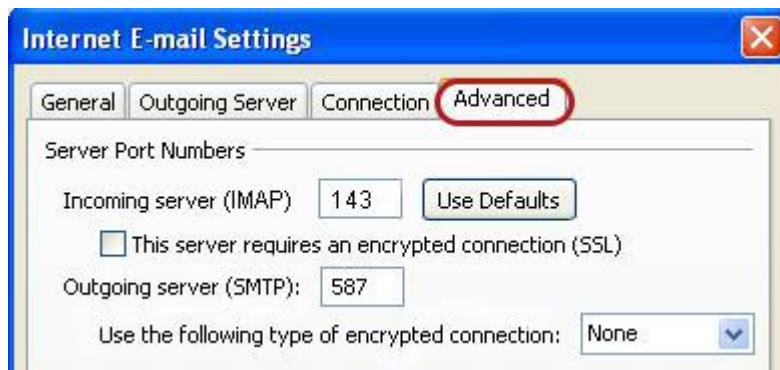 Internet E-mail Settings
General Outgoing Server Connection Advanced
Server Port Numbers
Incoming server (IMAP) 143 Use Defaults
This server requires an encrypted connection (SSL)
Outgoing server (SMTP): 587
Use the following type of encrypted connection: None